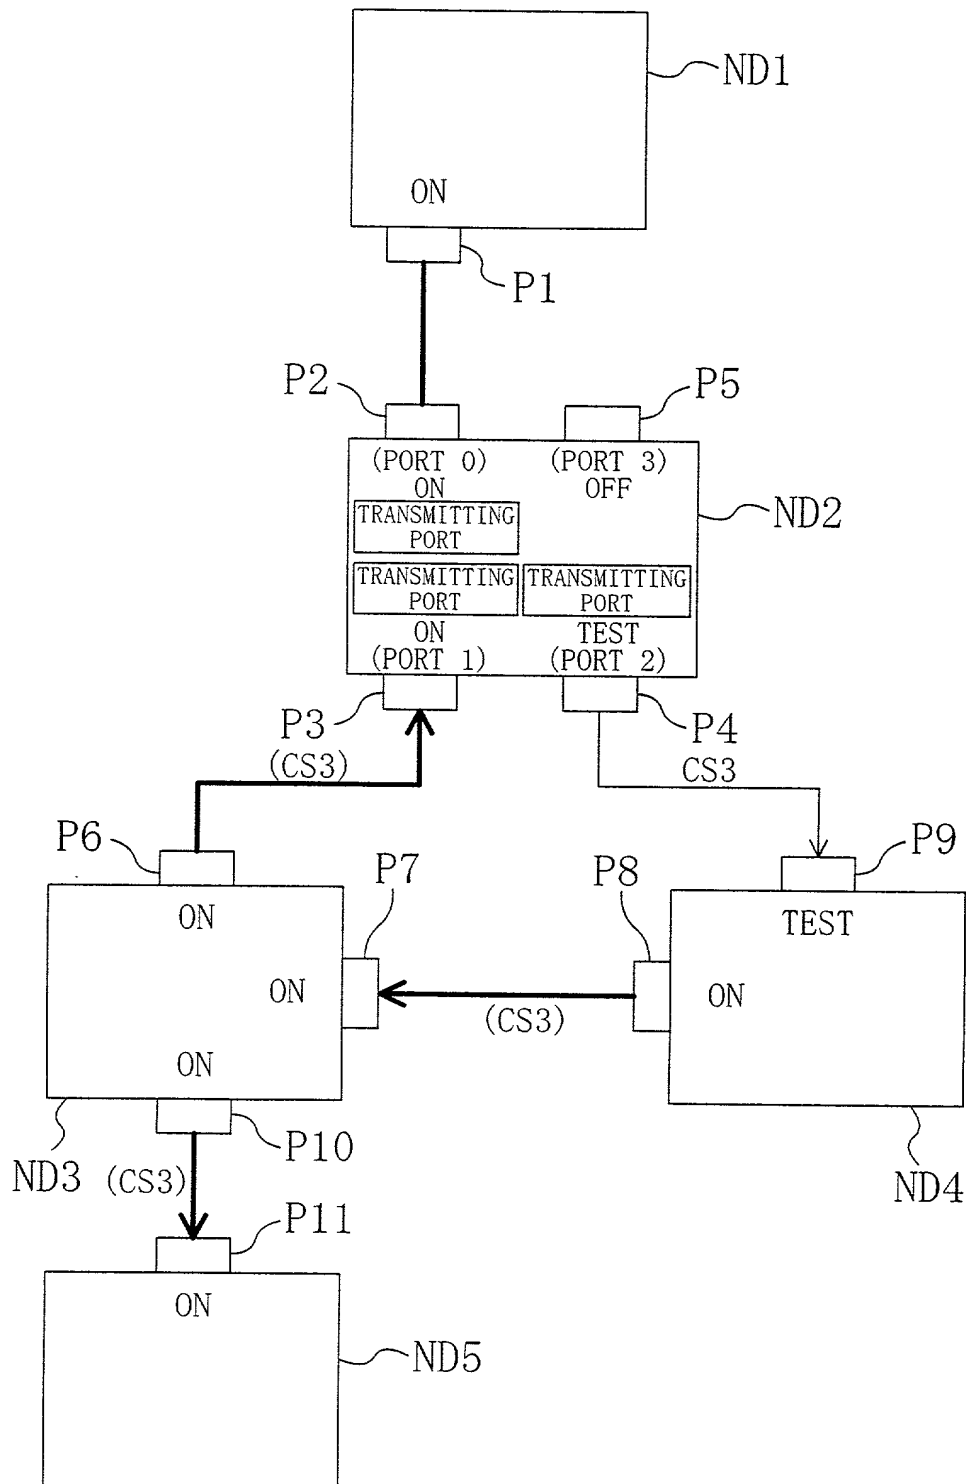 ND1
ON
P1
P2
P5
(PORT 0)
(PORT 3)
ON
OFF
ND2
TRANSMITTING
PORT
TRANSMITTING
PORT
TRANSMITTING
PORT
ON
TEST
(PORT 1)
(PORT 2)
P3
P4
(CS3)
CS3
P6
P7
P8
P9
ON
TEST
ON
ON
(CS3)
ON
P10
ND3
(CS3)
ND4
P11
ON
ND5